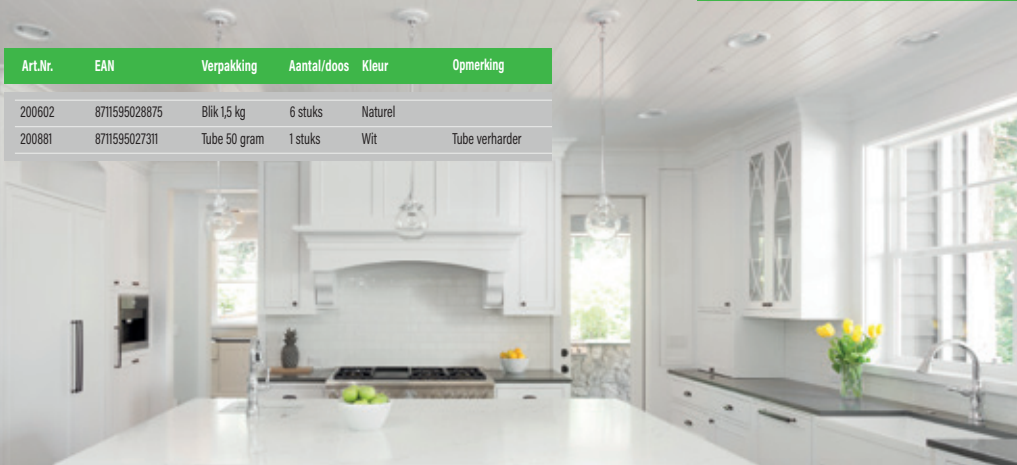 Art.Nr. EAN Verpakking Aantal/doos Kleur Opmerking
200602 8711595028875 Blik 1,5 kg 6 stuks Naturel
200881 8711595027311 Tube 50 gram 1 stuks Wit Tube verharder